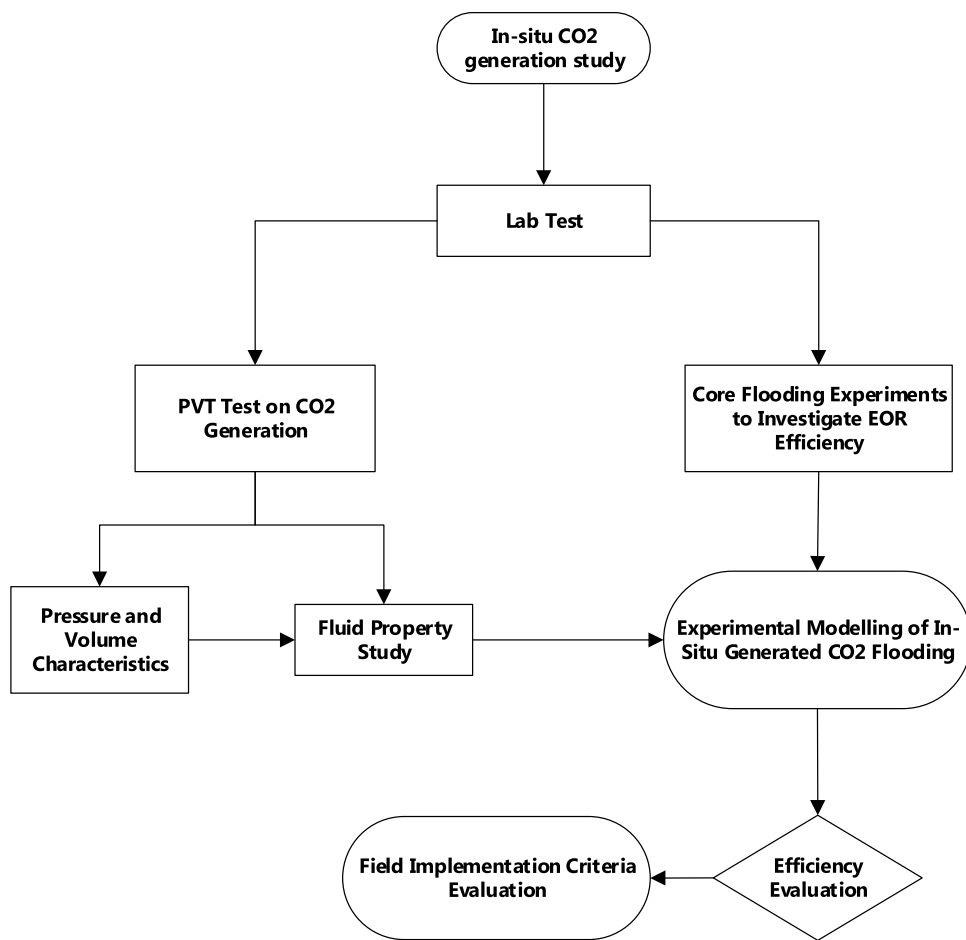 In-situ CO2
generation study
Lab Test
PVT Test on CO2
Generation
Core Flooding Experiments
to Investigate EOR
Efficiency
Pressure and
Volume
Characteristics
Fluid Property
Study
Experimental Modelling of In-
Situ Generated CO2 Flooding
Field Implementation Criteria
Evaluation
Efficiency
Evaluation